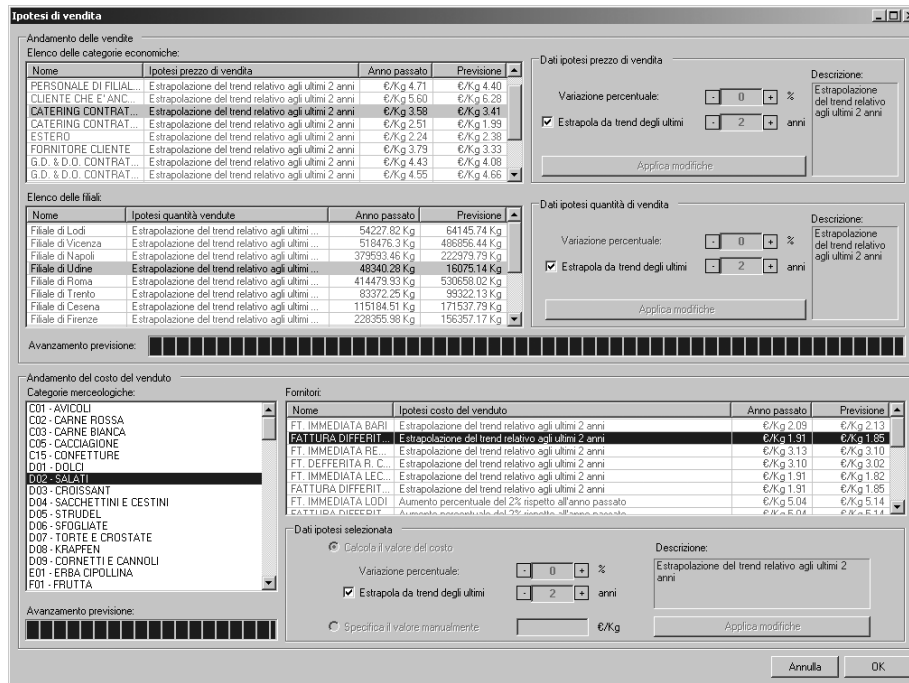 Ipotesi di vendita
Andamento delle vendite
Elenco delle categorie economiche:
Nome Ipotesi prezzo di vendita Anno passato Previsione
PERSONALE DI FILIAL... Estrapolazione del trend relativo agli ultimi 2 anni €/Kg 4.71 €/Kg 4.40
CLIENTE CHE E' ANC... Estrapolazione del trend relativo agli ultimi 2 anni €/Kg 5.60 €/Kg 6.28
CATERING CONTRAT... Estrapolazione del trend relativo agli ultimi 2 anni €/Kg 3.58 €/Kg 3.41
CATERING CONTRAT... Estrapolazione del trend relativo agli ultimi 2 anni €/Kg 2.51 €/Kg 1.99
ESTERO Estrapolazione del trend relativo agli ultimi 2 anni €/Kg 2.24 €/Kg 2.38
FORNITORE CLIENTE Estrapolazione del trend relativo agli ultimi 2 anni €/Kg 3.79 €/Kg 3.33
G.D. & D.O. CONTRAT... Estrapolazione del trend relativo agli ultimi 2 anni €/Kg 4.43 €/Kg 4.08
G.D. & D.O. CONTRAT... Estrapolazione del trend relativo agli ultimi 2 anni €/Kg 4.55 €/Kg 4.66
Dati ipotesi prezzo di vendita
Descrizione:
Variazione percentuale: - 0 + %
Estrapola da trend degli ultimi - 2 + anni
Estrapolazione
del trend relativo
agli ultimi 2 anni
Applica modifiche
Elenco delle filiali:
Nome Ipotesi quantità vendute Anno passato Previsione
Filiale di Lodi Estrapolazione del trend relativo agli ultimi ... 54227.82 Kg 64145.74 Kg
Filiale di Vicenza Estrapolazione del trend relativo agli ultimi ... 518476.3 Kg 486856.44 Kg
Filiale di Napoli Estrapolazione del trend relativo agli ultimi ... 379593.46 Kg 222979.79 Kg
Filiale di Udine Estrapolazione del trend relativo agli ultimi ... 48340.28 Kg 16075.14 Kg
Filiale di Roma Estrapolazione del trend relativo agli ultimi ... 414479.93 Kg 530658.02 Kg
Filiale di Trento Estrapolazione del trend relativo agli ultimi ... 83372.25 Kg 99322.13 Kg
Filiale di Cesena Estrapolazione del trend relativo agli ultimi ... 115184.51 Kg 171537.79 Kg
Filiale di Firenze Estrapolazione del trend relativo agli ultimi ... 228355.98 Kg 156357.17 Kg
Dati ipotesi quantità di vendita
Descrizione:
Variazione percentuale: - 0 + %
Estrapola da trend degli ultimi - 2 + anni
Estrapolazione
del trend relativo
agli ultimi 2 anni
Applica modifiche
Avanzamento previsione:
Andamento del costo del venduto
Categorie merceologiche:
C01 - AVICOLI
C02 - CARNE ROSSA
C03 - CARNE BIANCA
C05 - CACCIAGIONE
C15 - CONFETTURE
D01 - DOLCI
D02 - SALATI
D03 - CROISSANT
D04 - SACCHETTINI E CESTINI
D05 - STRUDEL
D06 - SFOGLIATE
D07 - TORTE E CROSTATE
D08 - KRAPFEN
D09 - CORNETTI E CANNOLI
E01 - ERBA CIPOLLINA
F01 - FRUTTA
Avanzamento previsione:
Fornitori:
Nome Ipotesi costo del venduto Anno passato Previsione
FT. IMMEDIATA BARI Estrapolazione del trend relativo agli ultimi 2 anni €/Kg 2.09 €/Kg 2.13
FATTURA DIFFERIT... Estrapolazione del trend relativo agli ultimi 2 anni €/Kg 1.91 €/Kg 1.85
FT. IMMEDIATA RE... Estrapolazione del trend relativo agli ultimi 2 anni €/Kg 3.13 €/Kg 3.10
FT. DEFFERITA R. C... Estrapolazione del trend relativo agli ultimi 2 anni €/Kg 3.10 €/Kg 3.02
FT. IMMEDIATA LEC... Estrapolazione del trend relativo agli ultimi 2 anni €/Kg 1.91 €/Kg 1.82
FATTURA DIFFERIT... Estrapolazione del trend relativo agli ultimi 2 anni €/Kg 1.91 €/Kg 1.85
FT. IMMEDIATA LODI Aumento percentuale del 2% rispetto all'anno passato €/Kg 5.04 €/Kg 5.14
FATTURA DIFFERIT... Aumento percentuale del 2% rispetto all'anno passato €/Kg 5.04 €/Kg 5.14
Dati ipotesi selezionata
Calcola il valore del costo
Variazione percentuale: - 0 + %
Estrapola da trend degli ultimi - 2 + anni
Specifica il valore manualmente €/Kg
Descrizione:
Estrapolazione del trend relativo agli ultimi 2
anni
Applica modifiche
Annulla OK